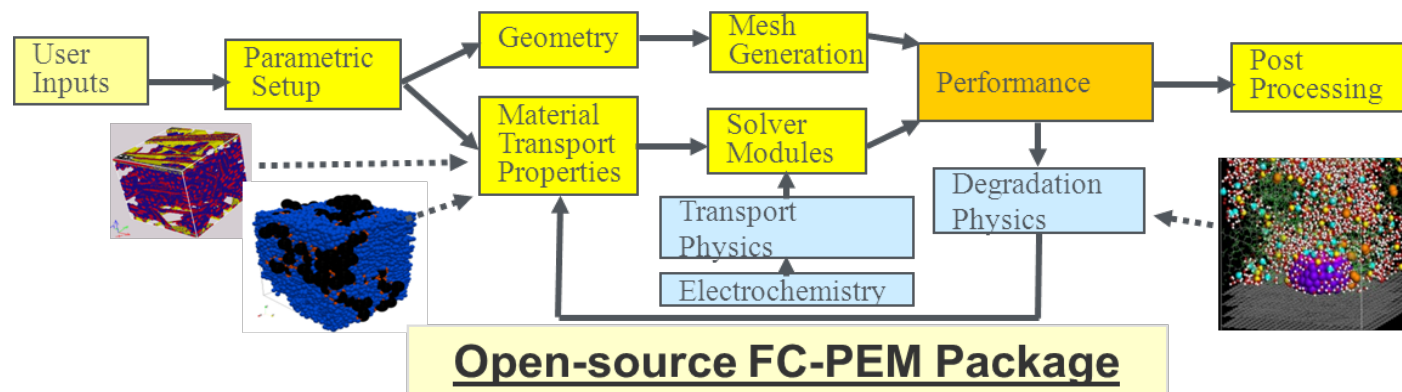 User
Inputs
Parametric
Setup
Geometry
Mesh
Generation
Performance
Post
Processing
Material
Transport
Properties
Solver
Modules
Transport
Physics
Electrochemistry
Degradation
Physics
Open-source FC-PEM Package